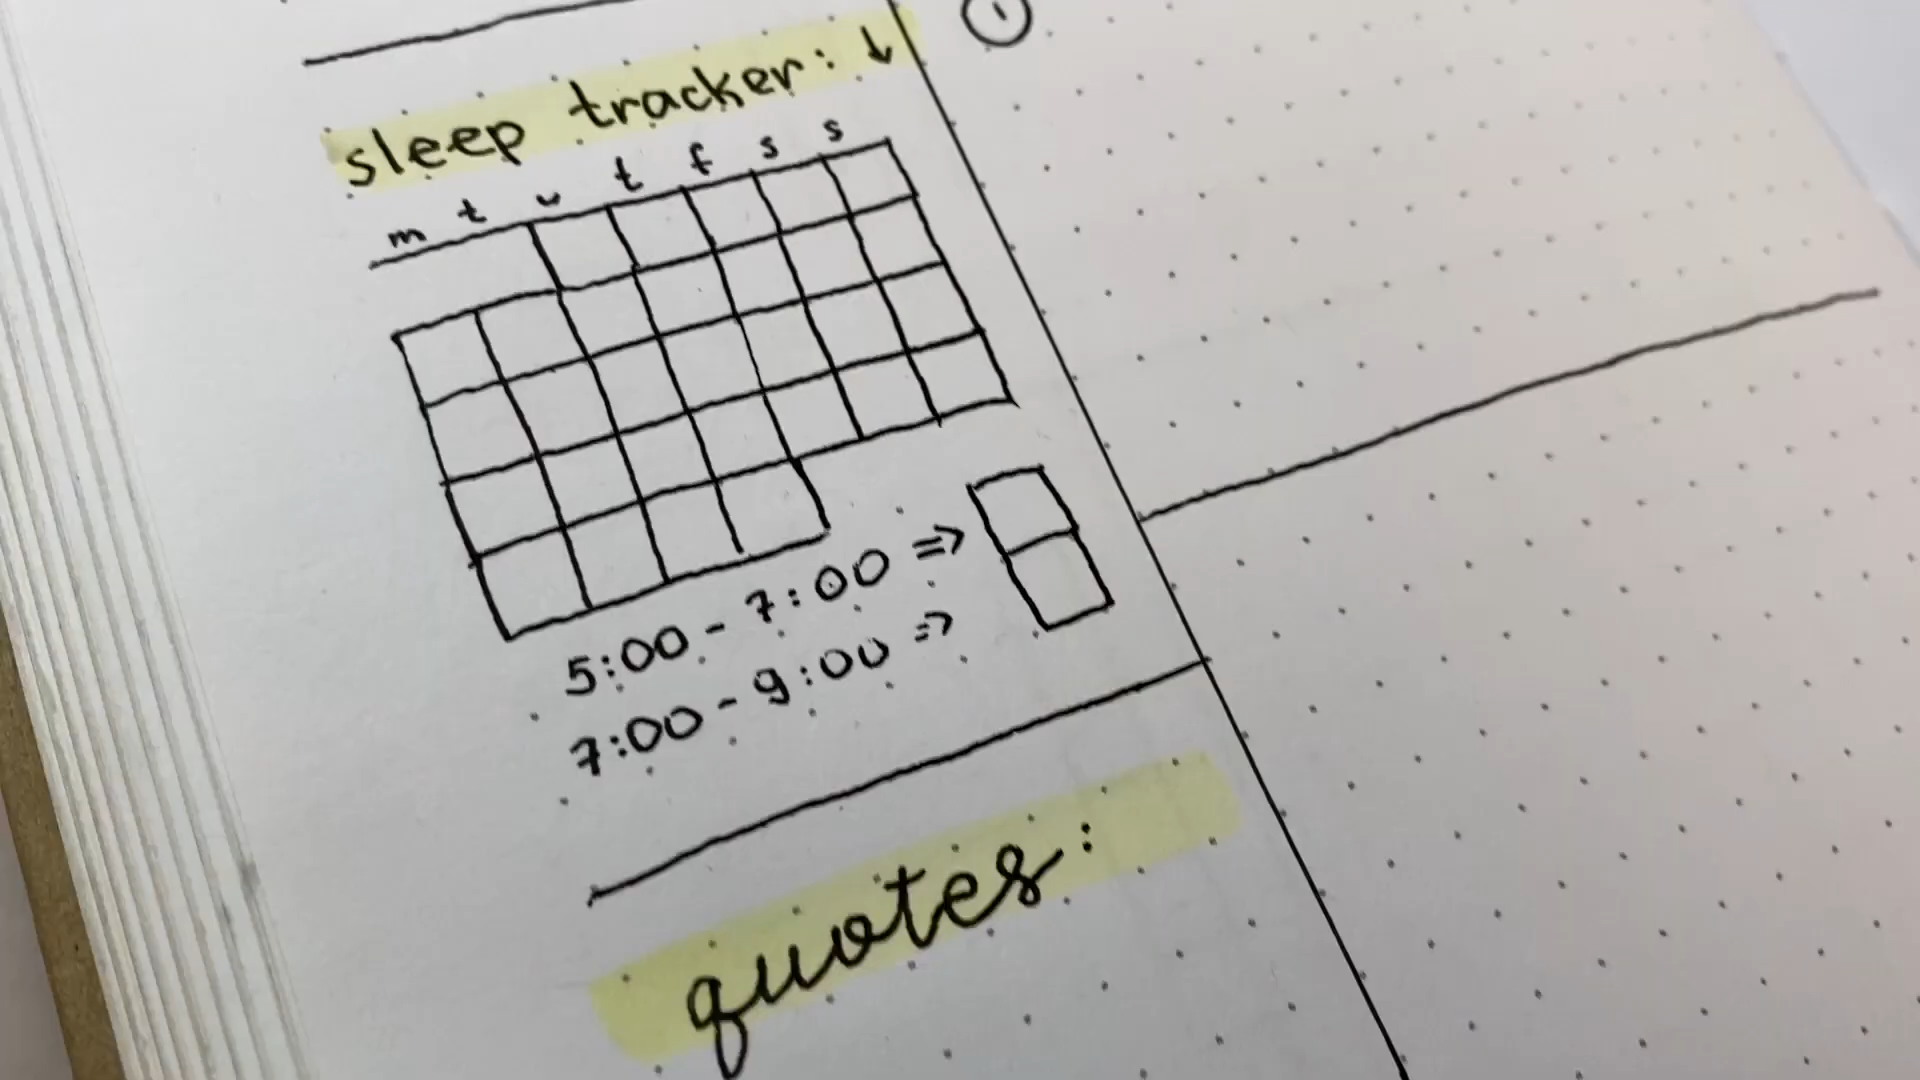 sleep tracker: ↓
m t w t f s s
5:00 - 7:00 =>
7:00 - 9:00 =>
quotes: